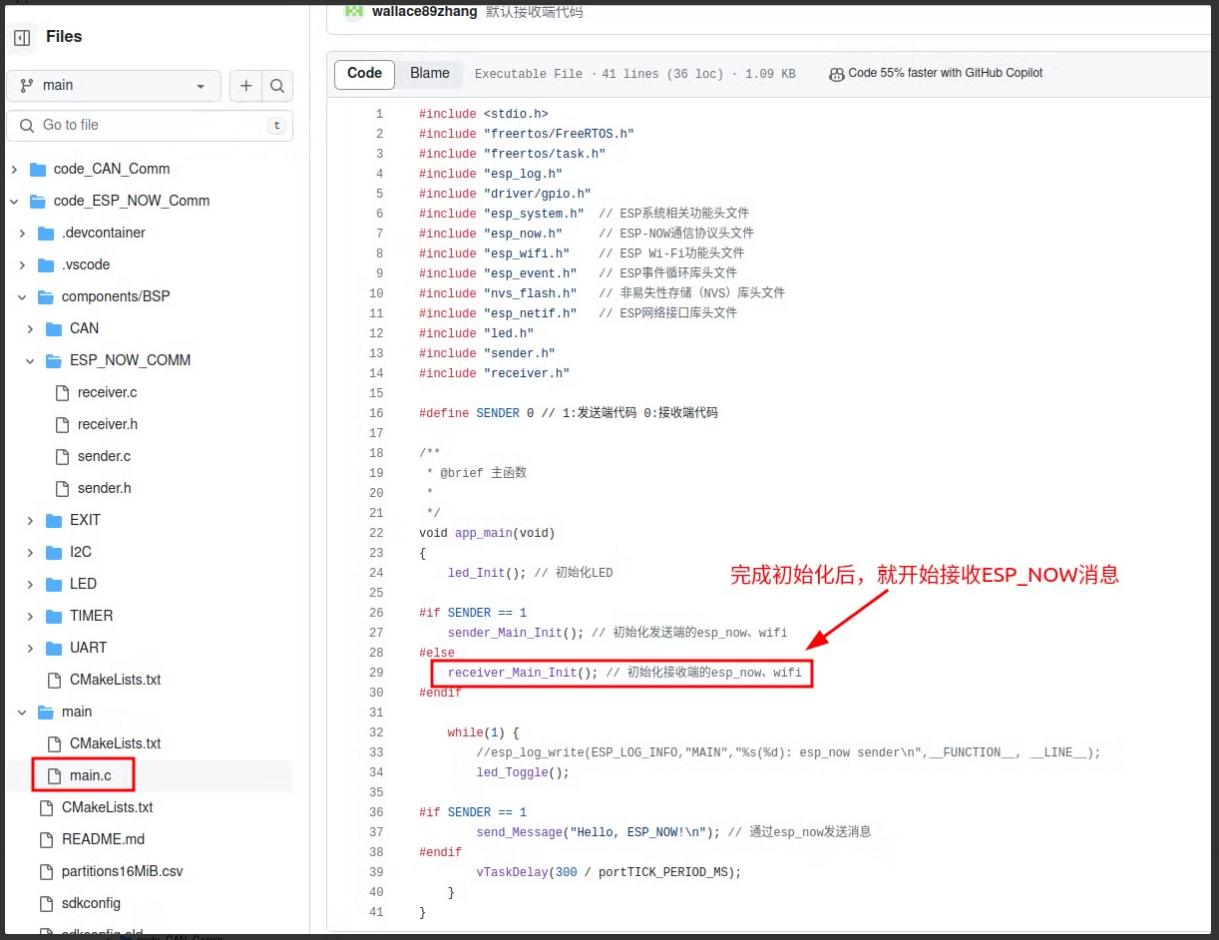 Files
main
Go to file
t
code_CAN_Comm
code_ESP_NOW_Comm
.devcontainer
.vscode
components/BSP
CAN
ESP_NOW_COMM
receiver.c
receiver.h
sender.c
sender.h
EXIT
I2C
LED
TIMER
UART
CMakeLists.txt
main
CMakeLists.txt
main.c
CMakeLists.txt
README.md
partitions16MiB.csv
sdkconfig
sdkconfig.old
wallace89zhang 默认接收端代码
Code Blame Executable File · 41 lines (36 loc) · 1.09 KB Code 55% faster with GitHub Copilot
1 #include <stdio.h>
2 #include "freertos/FreeRTOS.h"
3 #include "freertos/task.h"
4 #include "esp_log.h"
5 #include "driver/gpio.h"
6 #include "esp_system.h" // ESP系统相关功能头文件
7 #include "esp_now.h" // ESP-NOW通信协议头文件
8 #include "esp_wifi.h" // ESP Wi-Fi功能头文件
9 #include "esp_event.h" // ESP事件循环库头文件
10 #include "nvs_flash.h" // 非易失性存储（NVS）库头文件
11 #include "esp_netif.h" // ESP网络接口库头文件
12 #include "led.h"
13 #include "sender.h"
14 #include "receiver.h"
15
16 #define SENDER 0 // 1:发送端代码 0:接收端代码
17
18 /**
19 * @brief 主函数
20 *
21 */
22 void app_main(void)
23 {
24 led_Init(); // 初始化LED
完成初始化后，就开始接收ESP_NOW消息
25
26 #if SENDER == 1
27 sender_Main_Init(); // 初始化发送端的esp_now、wifi
28 #else
29 receiver_Main_Init(); // 初始化接收端的esp_now、wifi
30 #endif
31
32 while(1) {
33 //esp_log_write(ESP_LOG_INFO,"MAIN","%s(%d): esp_now sender\n",__FUNCTION__, __LINE__);
34 led_Toggle();
35
36 #if SENDER == 1
37 send_Message("Hello, ESP_NOW!\n"); // 通过esp_now发送消息
38 #endif
39 vTaskDelay(300 / portTICK_PERIOD_MS);
40 }
41 }